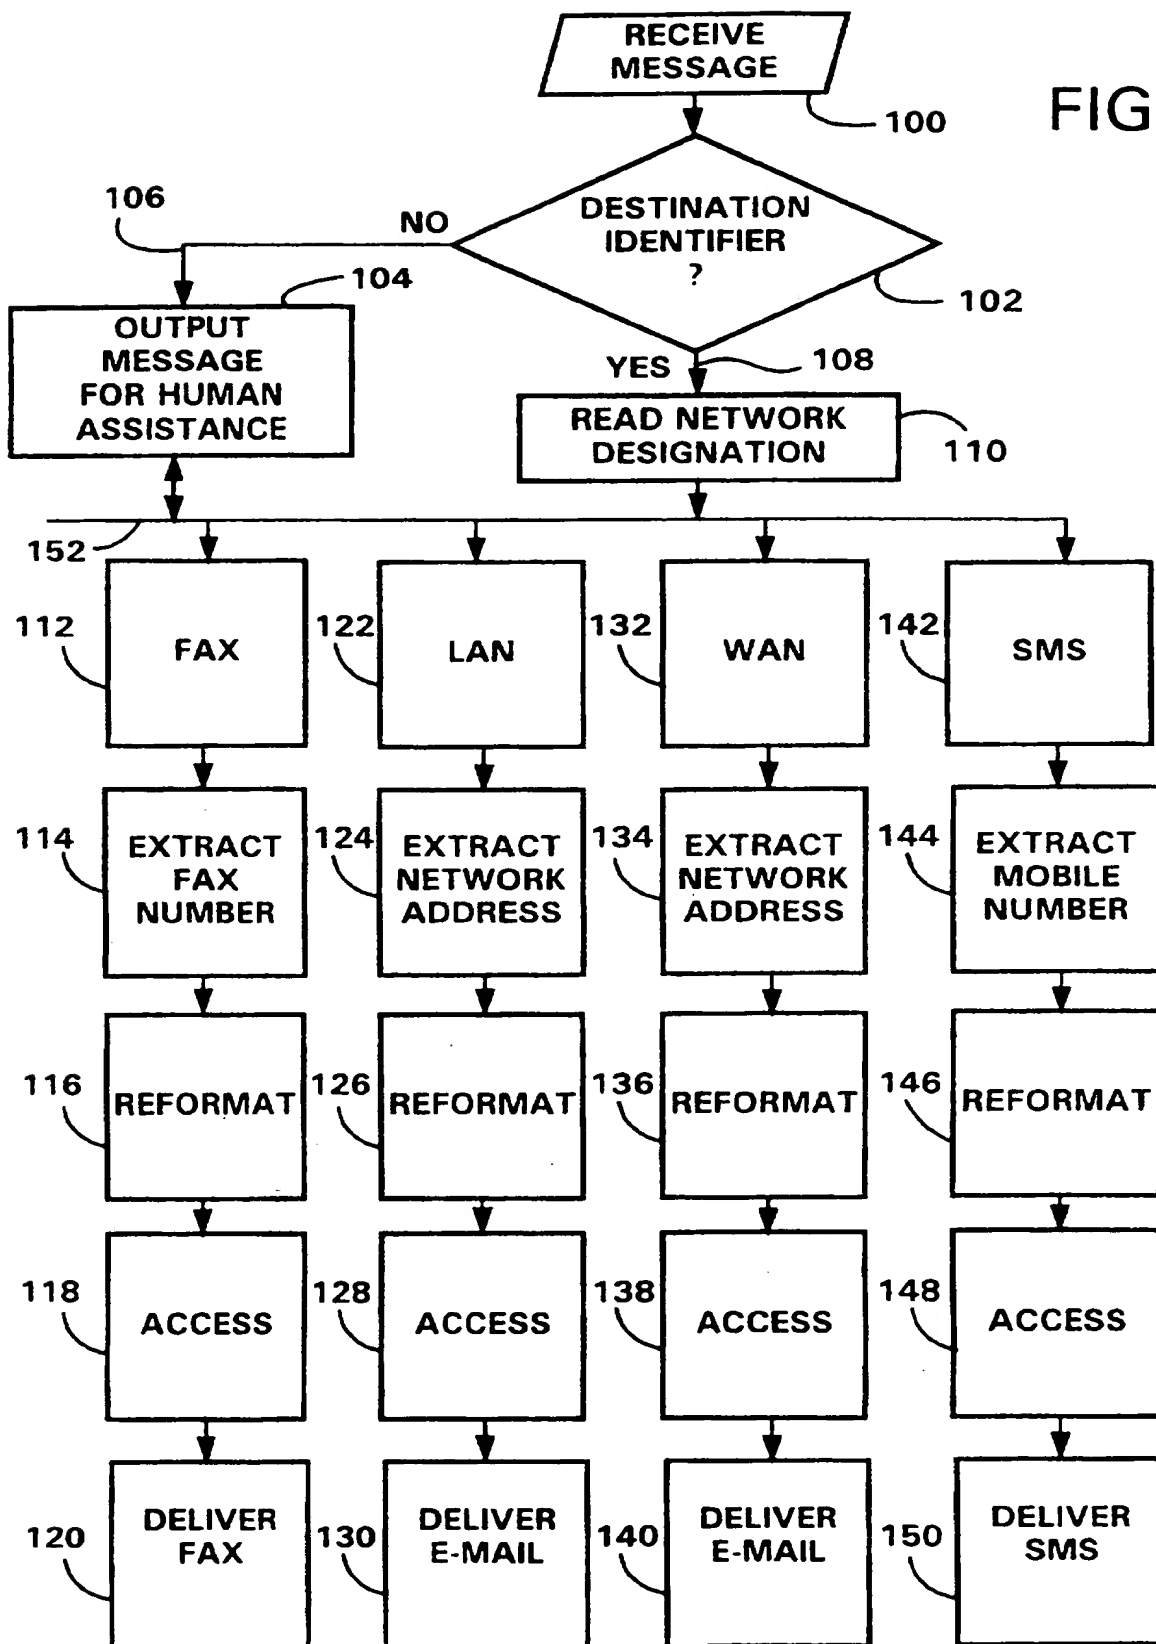 RECEIVE
MESSAGE
100
FIG
106
NO
DESTINATION
IDENTIFIER
?
104
102
OUTPUT
MESSAGE
FOR HUMAN
ASSISTANCE
YES
108
READ NETWORK
DESIGNATION
110
152
112
FAX
122
LAN
132
WAN
142
SMS
114
EXTRACT
FAX
NUMBER
124
EXTRACT
NETWORK
ADDRESS
134
EXTRACT
NETWORK
ADDRESS
144
EXTRACT
MOBILE
NUMBER
116
REFORMAT
126
REFORMAT
136
REFORMAT
146
REFORMAT
118
ACCESS
128
ACCESS
138
ACCESS
148
ACCESS
120
DELIVER
FAX
130
DELIVER
E-MAIL
140
DELIVER
E-MAIL
150
DELIVER
SMS